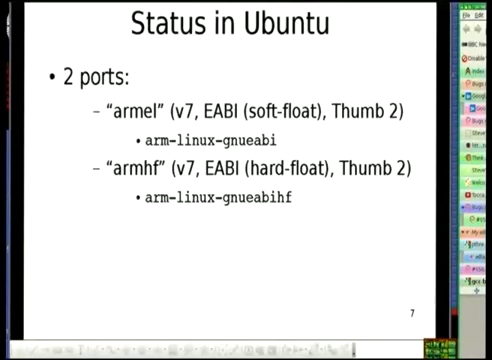 Status in Ubuntu
• 2 ports:
– “armel” (v7, EABI (soft-float), Thumb 2)
• arm-linux-gnueabi
– “armhf” (v7, EABI (hard-float), Thumb 2)
• arm-linux-gnueabihf
7